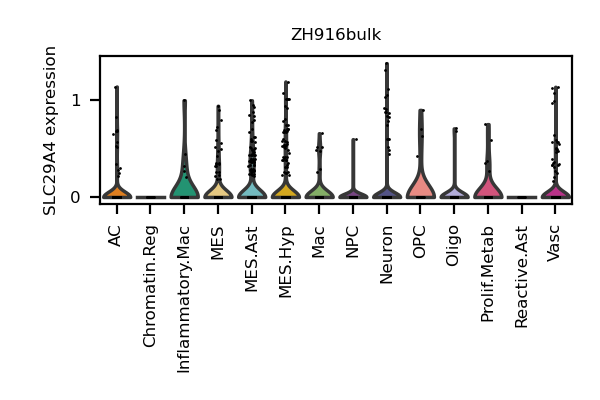 ZH916bulk
SLC29A4 expression
1
0
AC
Chromatin.Reg
Inflammatory.Mac
MES
MES.Ast
MES.Hyp
Mac
NPC
Neuron
OPC
Oligo
Prolif.Metab
Reactive.Ast
Vasc